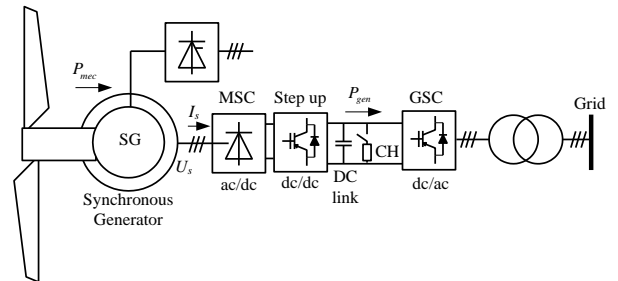 P_mec
SG
Synchronous
Generator
I_s
U_s
MSC
ac/dc
Step up
dc/dc
P_gen
DC
link
CH
GSC
dc/ac
Grid